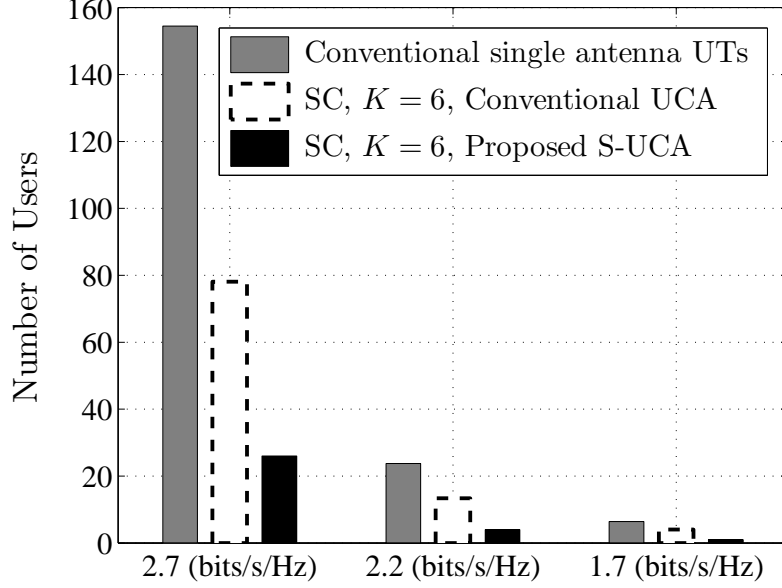 160
140
120
100
80
60
40
20
0
Number of Users
Conventional single antenna UTs
SC, K = 6, Conventional UCA
SC, K = 6, Proposed S-UCA
2.7 (bits/s/Hz)
2.2 (bits/s/Hz)
1.7 (bits/s/Hz)